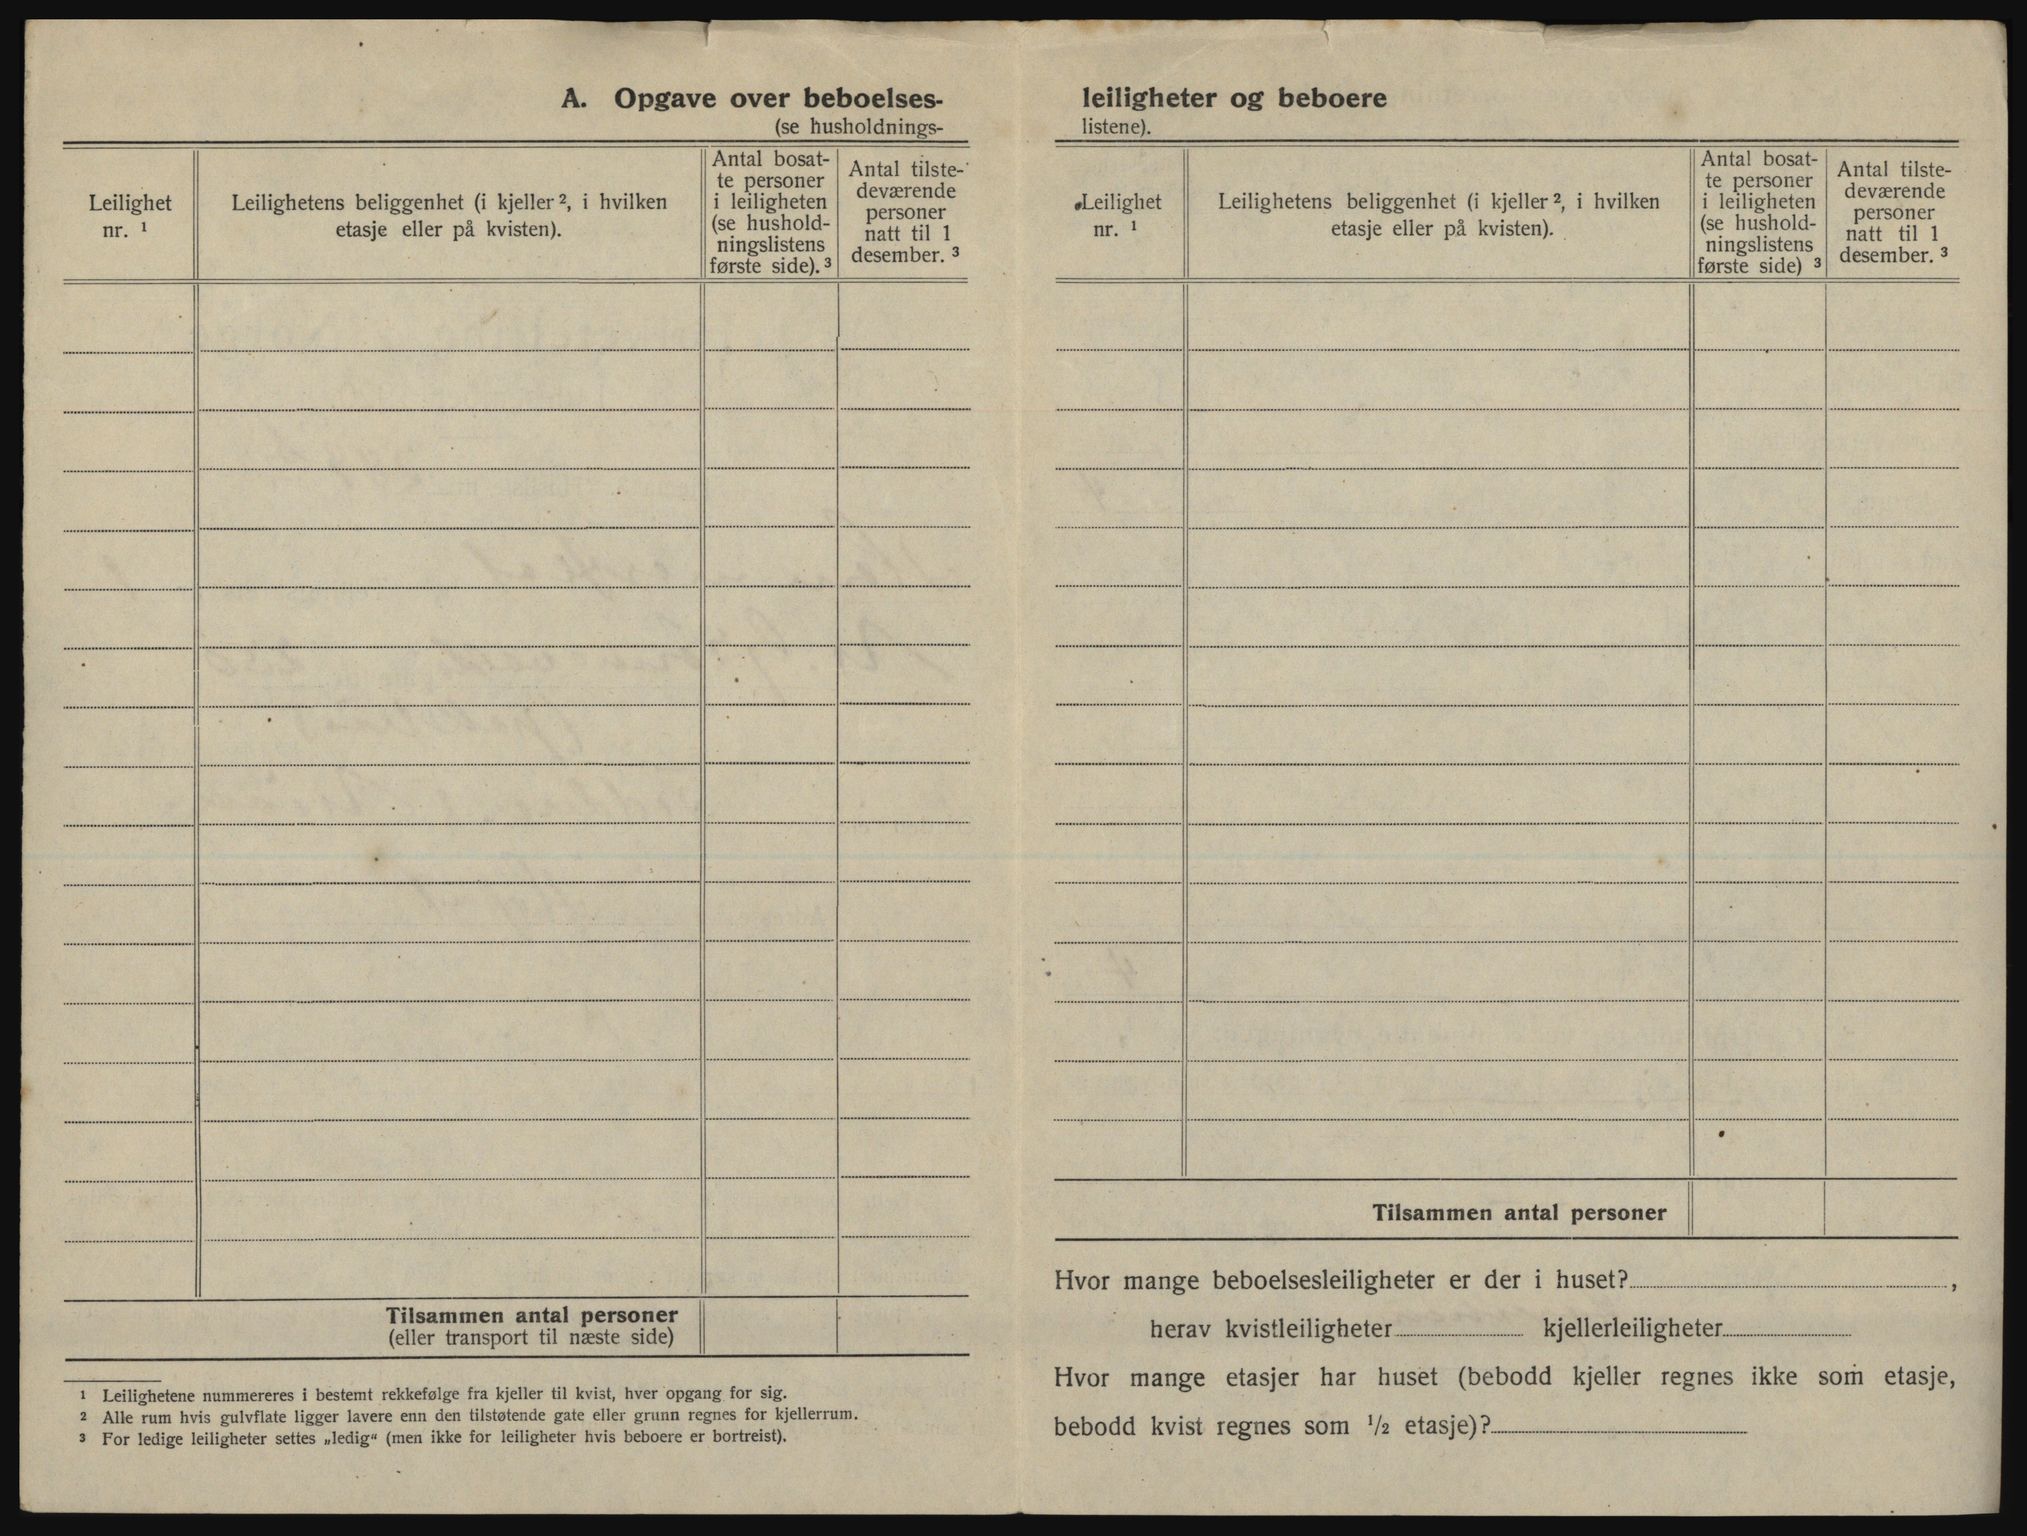 A. Opgave over beboelses-
(se husholdnings-
Leilighet
nr. ¹
Leilighetens beliggenhet (i kjeller ², i hvilken
etasje eller på kvisten).
Antal bosat-
te personer
i leiligheten
(se hushold-
ningslistens
første side). ³
Antal tilste-
deværende
personer
natt til 1
desember. ³
Tilsammen antal personer
(eller transport til næste side)
¹ Leilighetene nummereres i bestemt rekkefølge fra kjeller til kvist, hver opgang for sig.
² Alle rum hvis gulvflate ligger lavere enn den tilstøtende gate eller grunn regnes for kjellerrum.
³ For ledige leiligheter settes „ledig“ (men ikke for leiligheter hvis beboere er bortreist).
leiligheter og beboere
listene).
Leilighet
nr. ¹
Leilighetens beliggenhet (i kjeller ², i hvilken
etasje eller på kvisten).
Antal bosat-
te personer
i leiligheten
(se hushold-
ningslistens
første side) ³
Antal tilste-
deværende
personer
natt til 1
desember. ³
Tilsammen antal personer
Hvor mange beboelsesleiligheter er der i huset?,
herav kvistleiligheter kjellerleiligheter
Hvor mange etasjer har huset (bebodd kjeller regnes ikke som etasje,
bebodd kvist regnes som ½ etasje)?